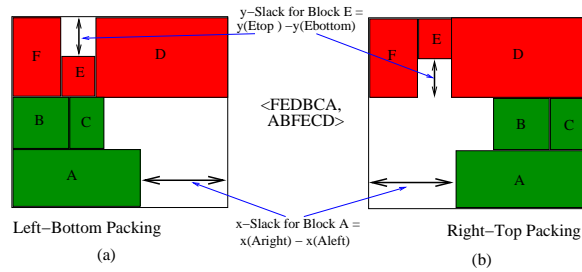 y-Slack for Block E =
y(Etop ) -y(Ebottom)
F
E
D
B
C
A
<FEDBCA,
ABFECD>
F
E
D
B
C
A
x-Slack for Block A =
x(Aright) - x(Aleft)
Left-Bottom Packing
Right-Top Packing
(a)
(b)